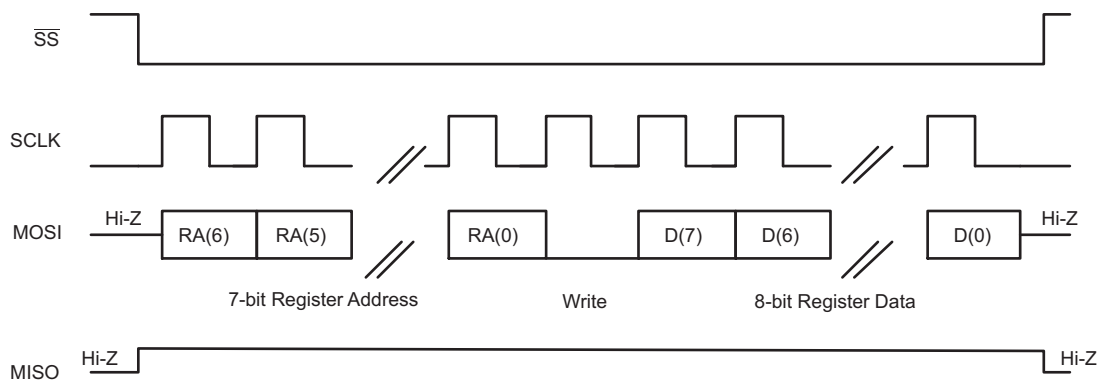 SS
SCLK
Hi-Z Hi-Z
MOSI RA(6) RA(5) RA(0) D(7) D(6) D(0)
7-bit Register Address Write 8-bit Register Data
Hi-Z Hi-Z
MISO